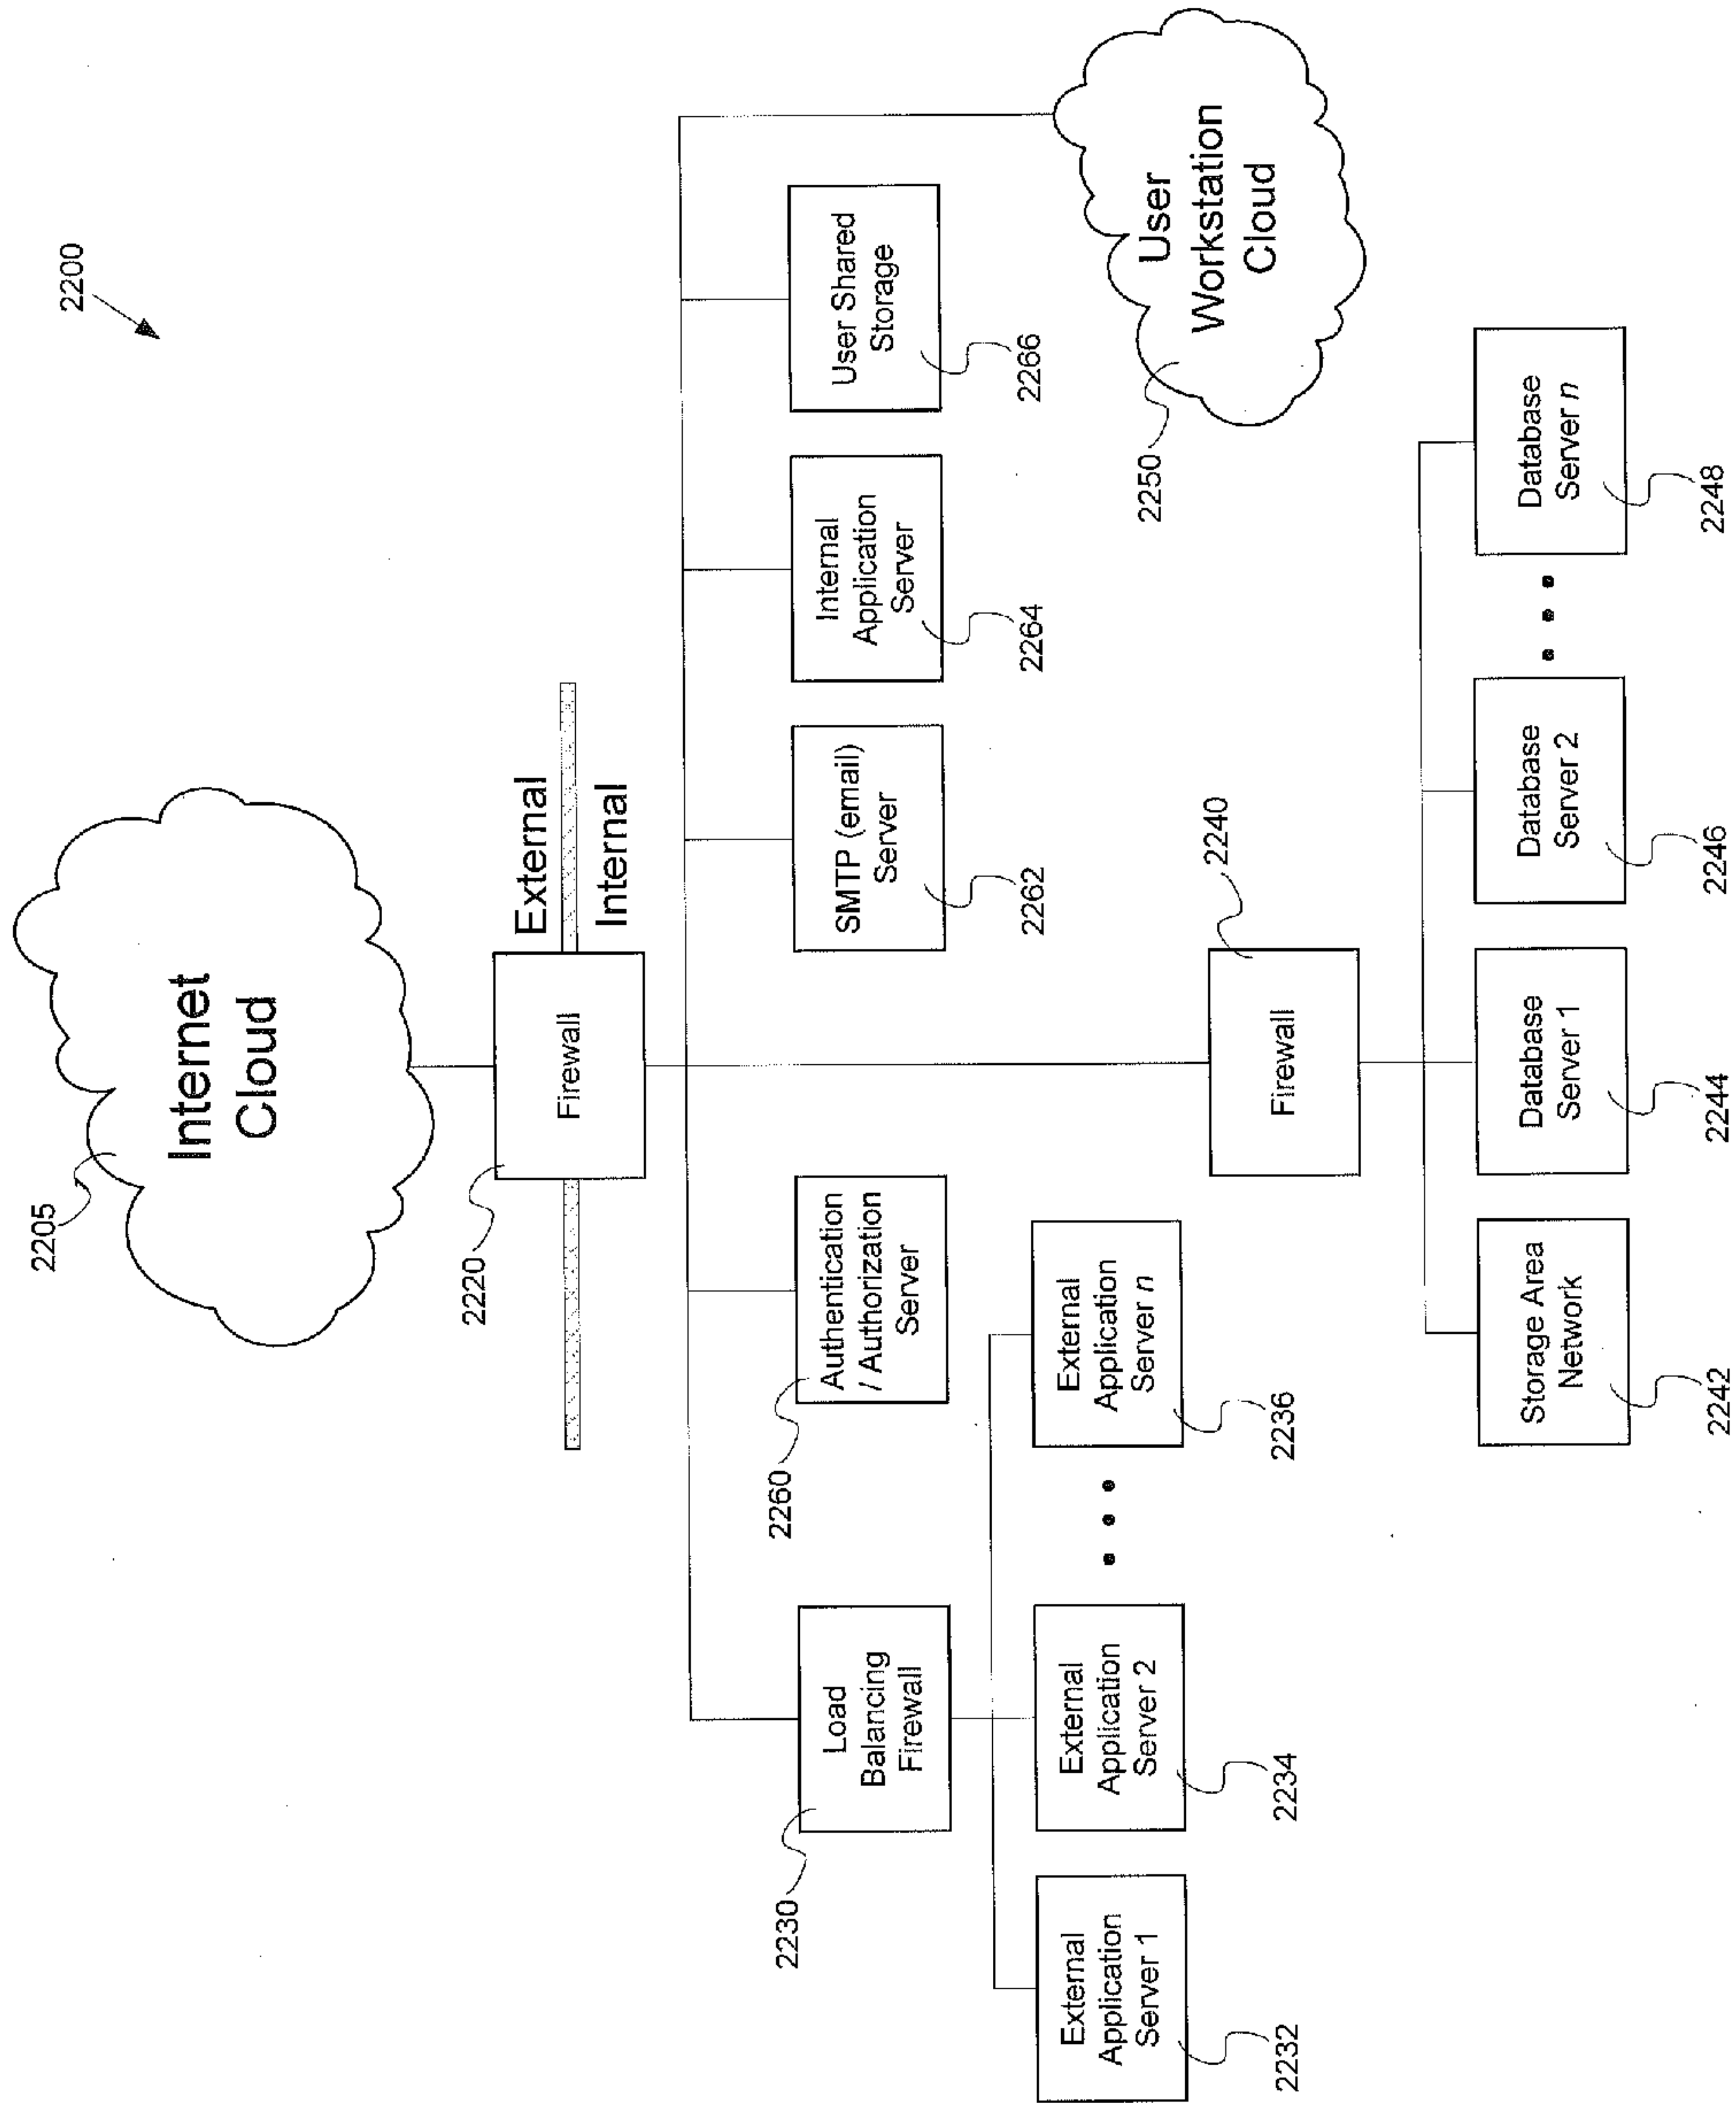 2200
Internet
Cloud
2205
External
Internal
Firewall
2220
Load
Balancing
Firewall
2230
Authentication
/ Authorization
Server
2260
SMTP (email)
Server
2262
Internal
Application
Server
2264
User Shared
Storage
2266
External
Application
Server 1
2232
External
Application
Server 2
2234
External
Application
Server n
2236
Firewall
2240
User
Workstation
Cloud
2250
Storage Area
Network
2242
Database
Server 1
2244
Database
Server 2
2246
Database
Server n
2248